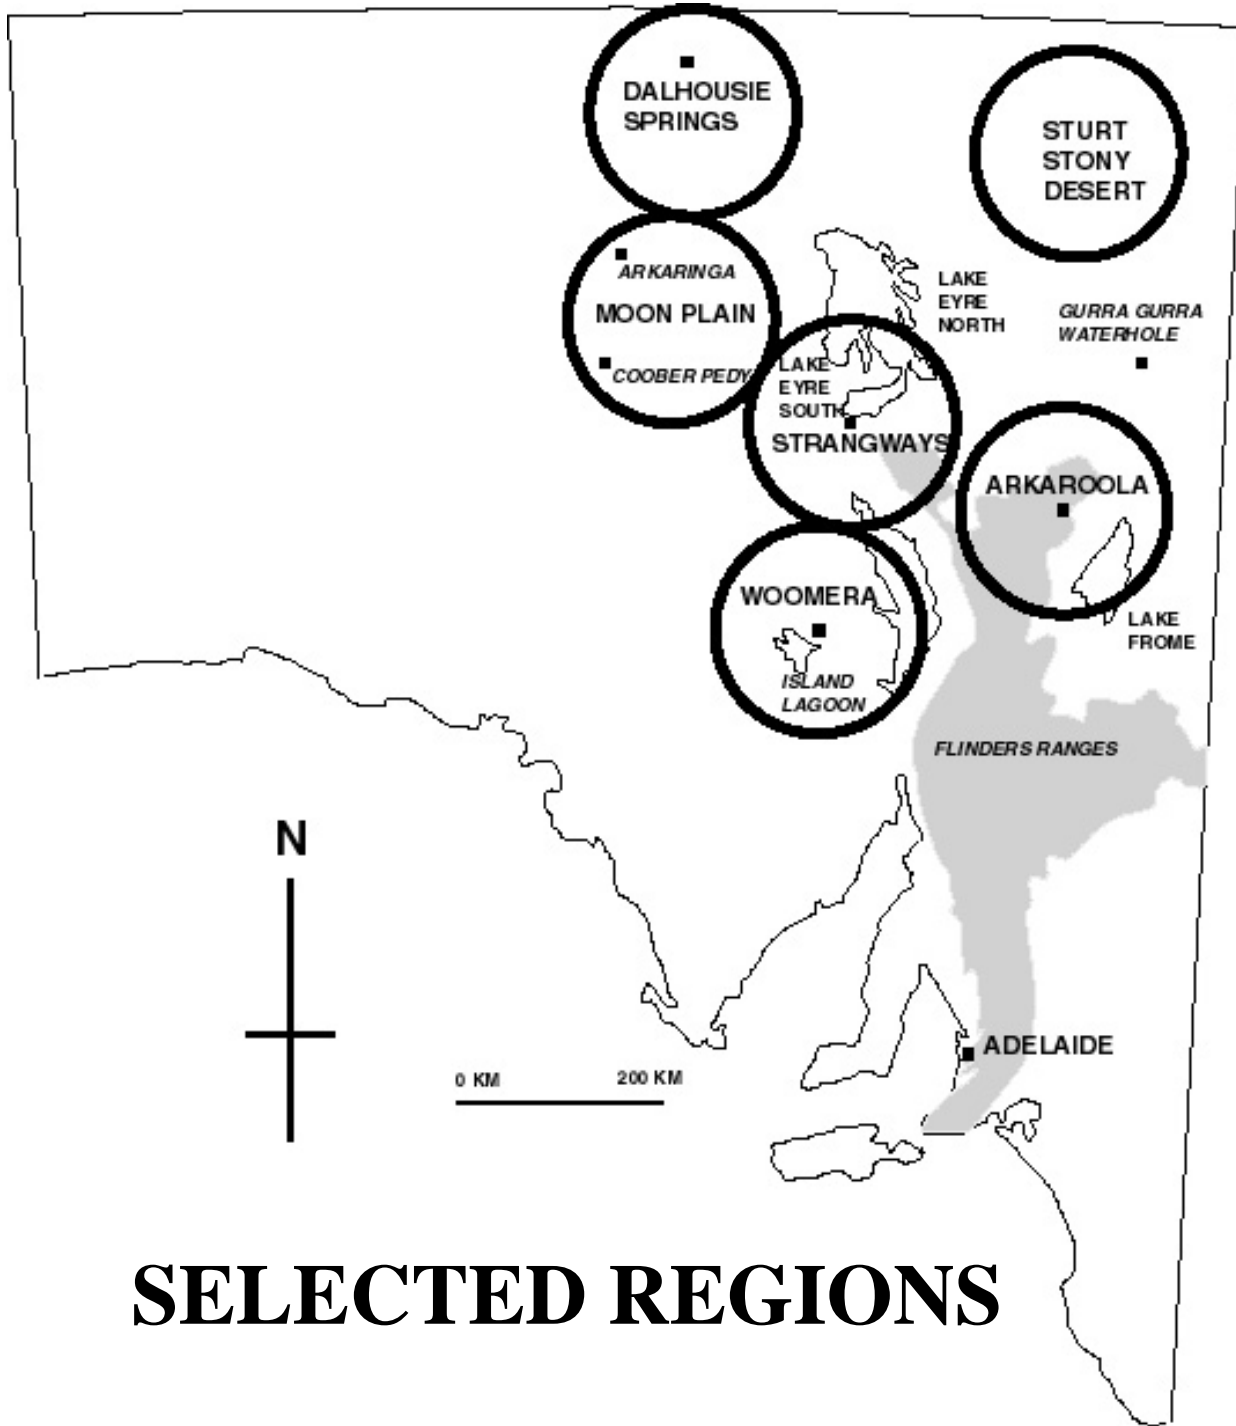 DALHOUSIE
SPRINGS
STURT
STONY
DESERT
ARKARINGA
MOON PLAIN
COOBER PEDY
LAKE
EYRE
NORTH
GURRA GURRA
WATERHOLE
LAKE
EYRE
SOUTH
STRANGWAYS
ARKAROOLA
WOOMERA
ISLAND
LAGOON
LAKE
FROME
FLINDERS RANGES
N
ADELAIDE
0 KM 200 KM
SELECTED REGIONS